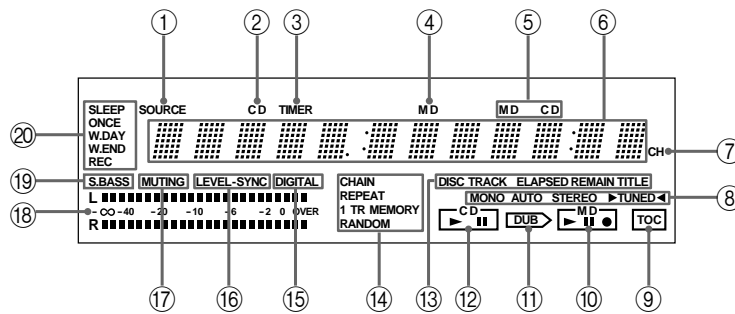 ① ② ③ ④ ⑤ ⑥
SLEEP SOURCE CD TIMER MD MD CD
ONCE
W.DAY
W.END
REC
⑳
CH
⑦
⑲ S.BASS MUTING LEVEL-SYNC DIGITAL
L
⑱ -∞ -40 -20 -10 -6 -2 0 OVER
R
CHAIN
REPEAT
1 TR MEMORY
RANDOM
DISC TRACK ELAPSED REMAIN TITLE
MONO AUTO STEREO ►TUNED◄
⑧
CD ► II DUB MD ► II ● TOC
⑰ ⑯ ⑮ ⑭ ⑬ ⑫ ⑪ ⑩ ⑨